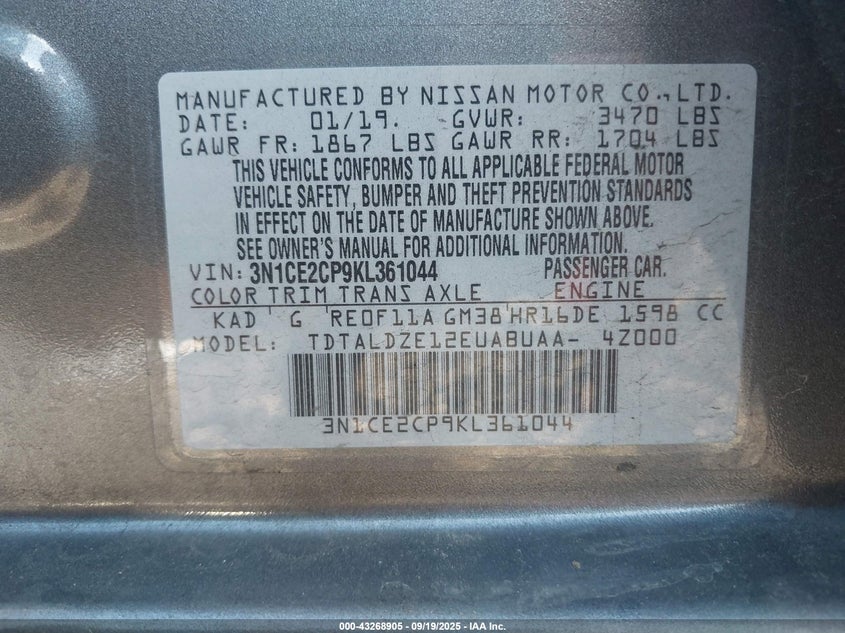 MANUFACTURED BY NISSAN MOTOR CO., LTD.
DATE: 01/19. GVWR: 3470 LBS
GAWR FR: 1867 LBS GAWR RR: 1704 LBS
THIS VEHICLE CONFORMS TO ALL APPLICABLE FEDERAL MOTOR
VEHICLE SAFETY, BUMPER AND THEFT PREVENTION STANDARDS
IN EFFECT ON THE DATE OF MANUFACTURE SHOWN ABOVE.
SEE OWNER'S MANUAL FOR ADDITIONAL INFORMATION.
VIN: 3N1CE2CP9KL361044 PASSENGER CAR.
COLOR TRIM TRANS AXLE ENGINE
KAD G RE0F11A GM38 HR16DE 1598 CC
MODEL: TDTALDZE12EUABUAA- 4Z000
3N1CE2CP9KL361044
000-43268905 - 09/19/2025 - IAA Inc.